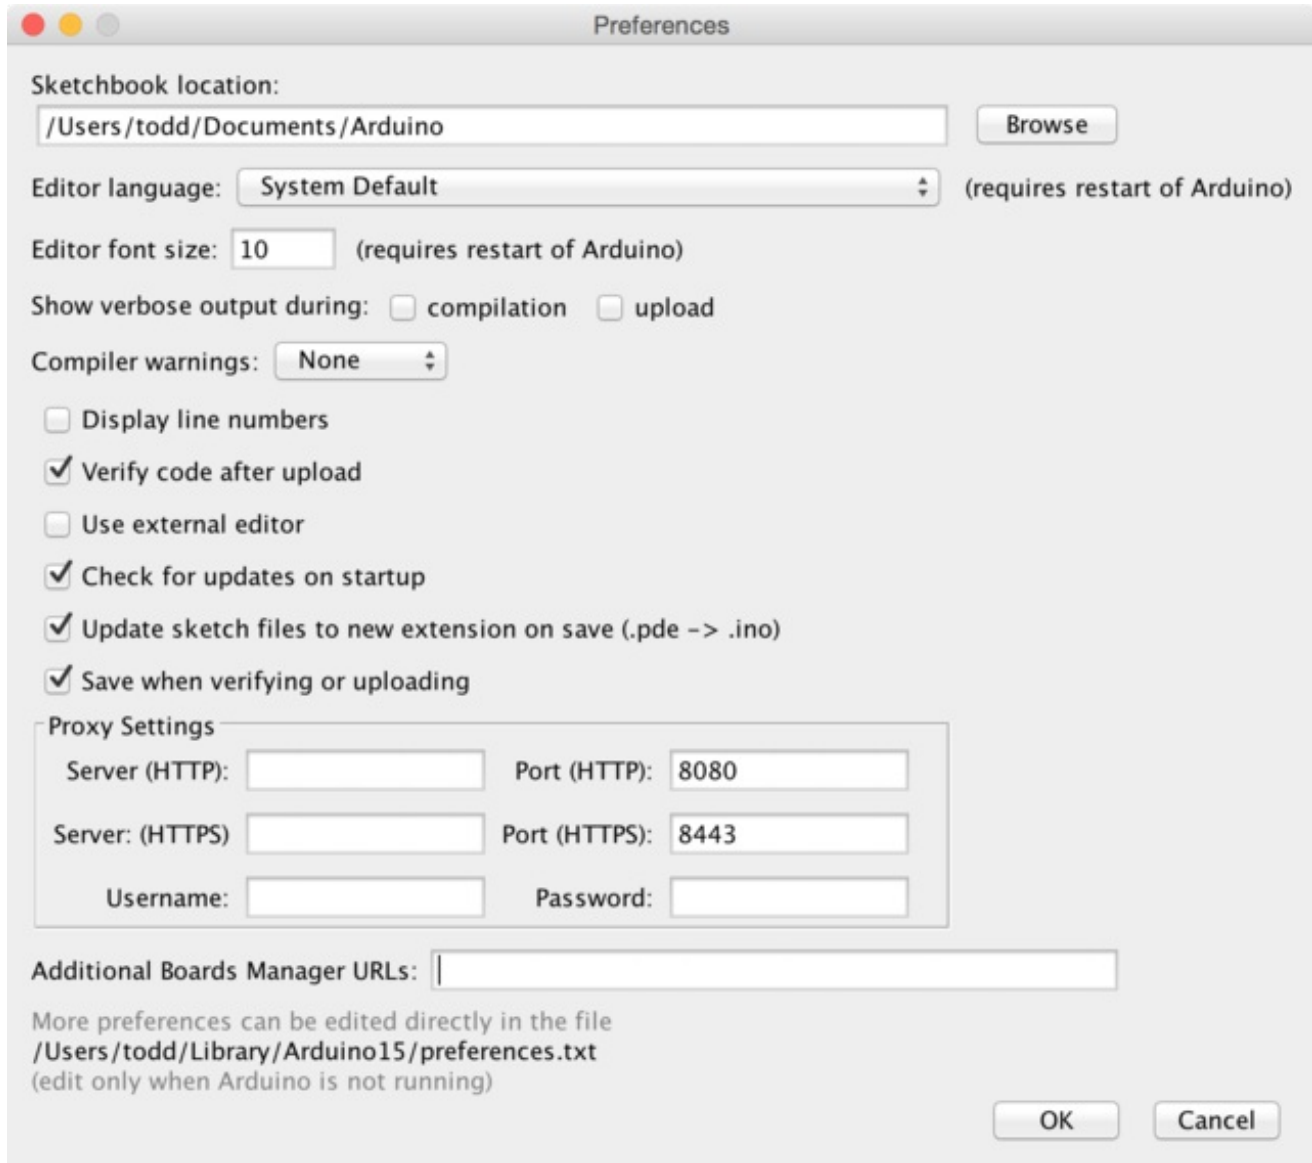 Preferences
Sketchbook location:
/Users/todd/Documents/Arduino Browse
Editor language: System Default (requires restart of Arduino)
Editor font size: 10 (requires restart of Arduino)
Show verbose output during: compilation upload
Compiler warnings: None
Display line numbers
Verify code after upload
Use external editor
Check for updates on startup
Update sketch files to new extension on save (.pde -> .ino)
Save when verifying or uploading
Proxy Settings
Server (HTTP): Port (HTTP): 8080
Server: (HTTPS) Port (HTTPS): 8443
Username: Password:
Additional Boards Manager URLs:
More preferences can be edited directly in the file
/Users/todd/Library/Arduino15/preferences.txt
(edit only when Arduino is not running)
OK Cancel